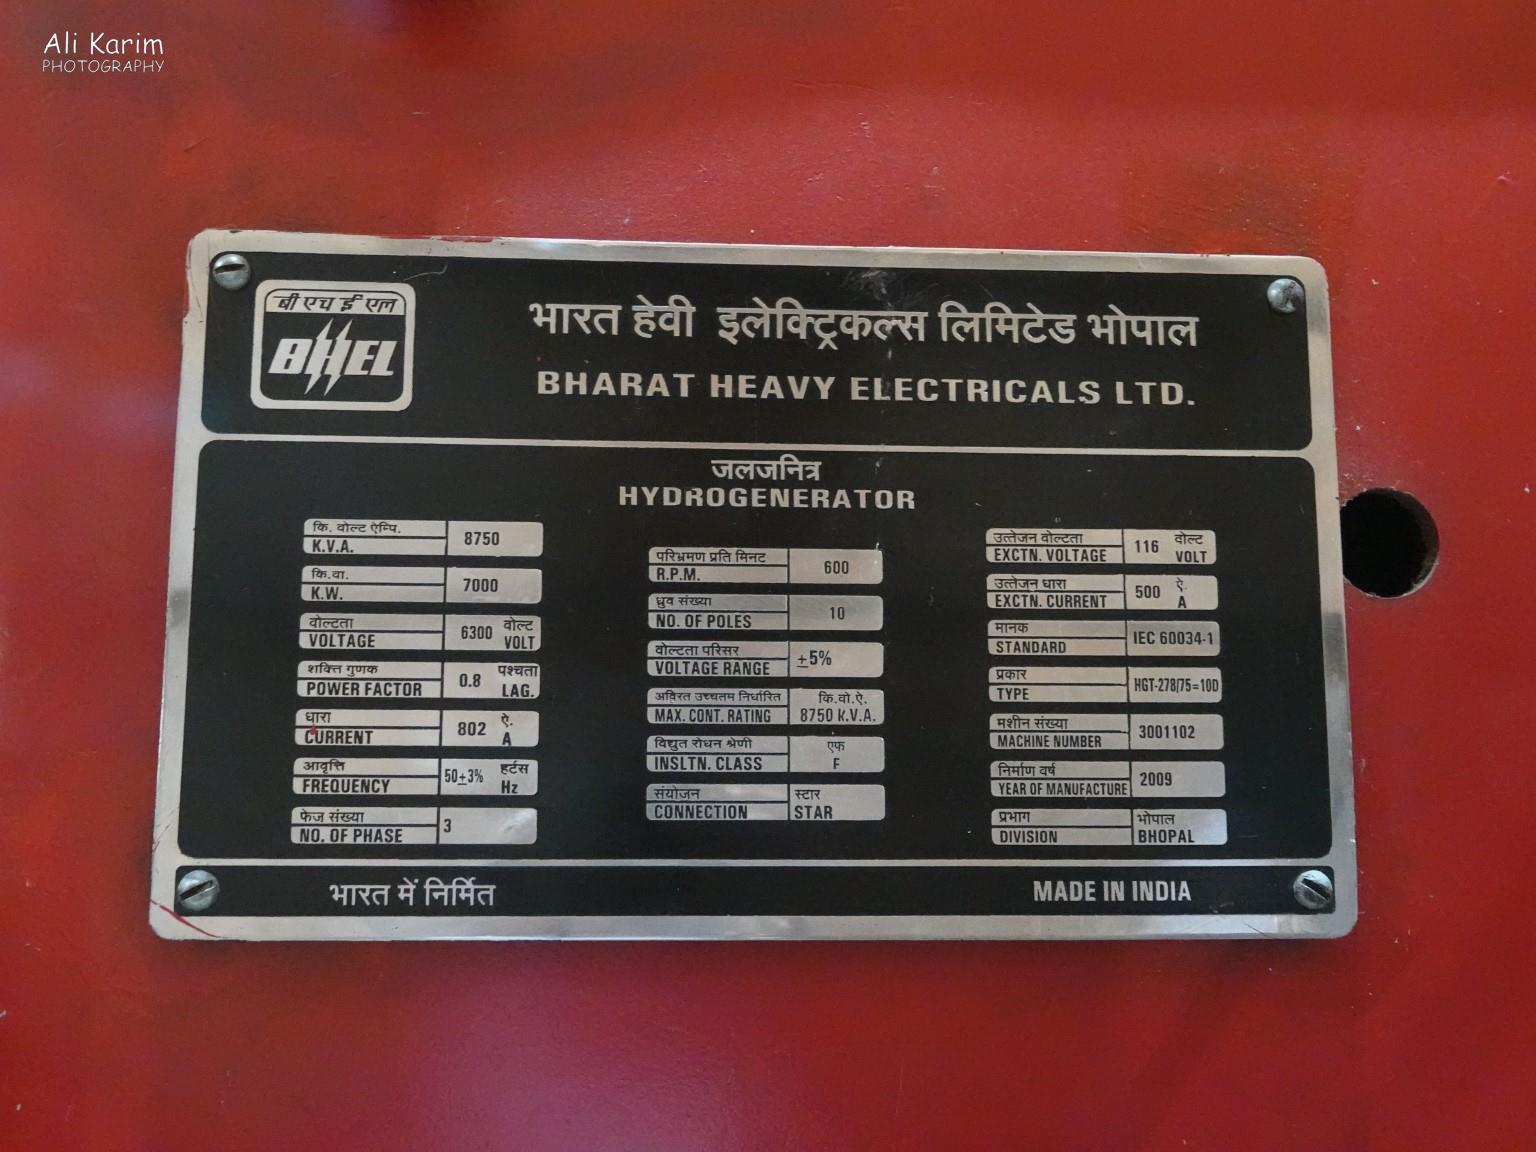 Ali Karim
PHOTOGRAPHY
बी एच ई एल
BHEL
भारत हेवी इलेक्ट्रिकल्स लिमिटेड भोपाल
BHARAT HEAVY ELECTRICALS LTD.
जलजनित्र
HYDROGENERATOR
कि. वोल्ट ऐम्पि.
K.V.A. 8750
कि.वा.
K.W. 7000
वोल्टता 6300 वोल्ट
VOLTAGE VOLT
शक्ति गुणक 0.8 पश्चता
POWER FACTOR LAG.
धारा 802 ऐ.
CURRENT A
आवृत्ति 50±3% हर्टस
FREQUENCY Hz
फेज संख्या
NO. OF PHASE 3
परिभ्रमण प्रति मिनट
R.P.M. 600
ध्रुव संख्या
NO. OF POLES 10
वोल्टता परिसर
VOLTAGE RANGE ±5%
अविरत उच्चतम निर्धारित कि.वो.ऐ.
MAX. CONT. RATING 8750 K.V.A.
विद्युत रोधन श्रेणी एफ
INSLTN. CLASS F
संयोजन स्टार
CONNECTION STAR
उत्तेजन वोल्टता 116 वोल्ट
EXCTN. VOLTAGE VOLT
उत्तेजन धारा 500 ऐ.
EXCTN. CURRENT A
मानक
STANDARD IEC 60034-1
प्रकार
TYPE HGT-278/75=10D
मशीन संख्या
MACHINE NUMBER 3001102
निर्माण वर्ष
YEAR OF MANUFACTURE 2009
प्रभाग भोपाल
DIVISION BHOPAL
भारत में निर्मित MADE IN INDIA